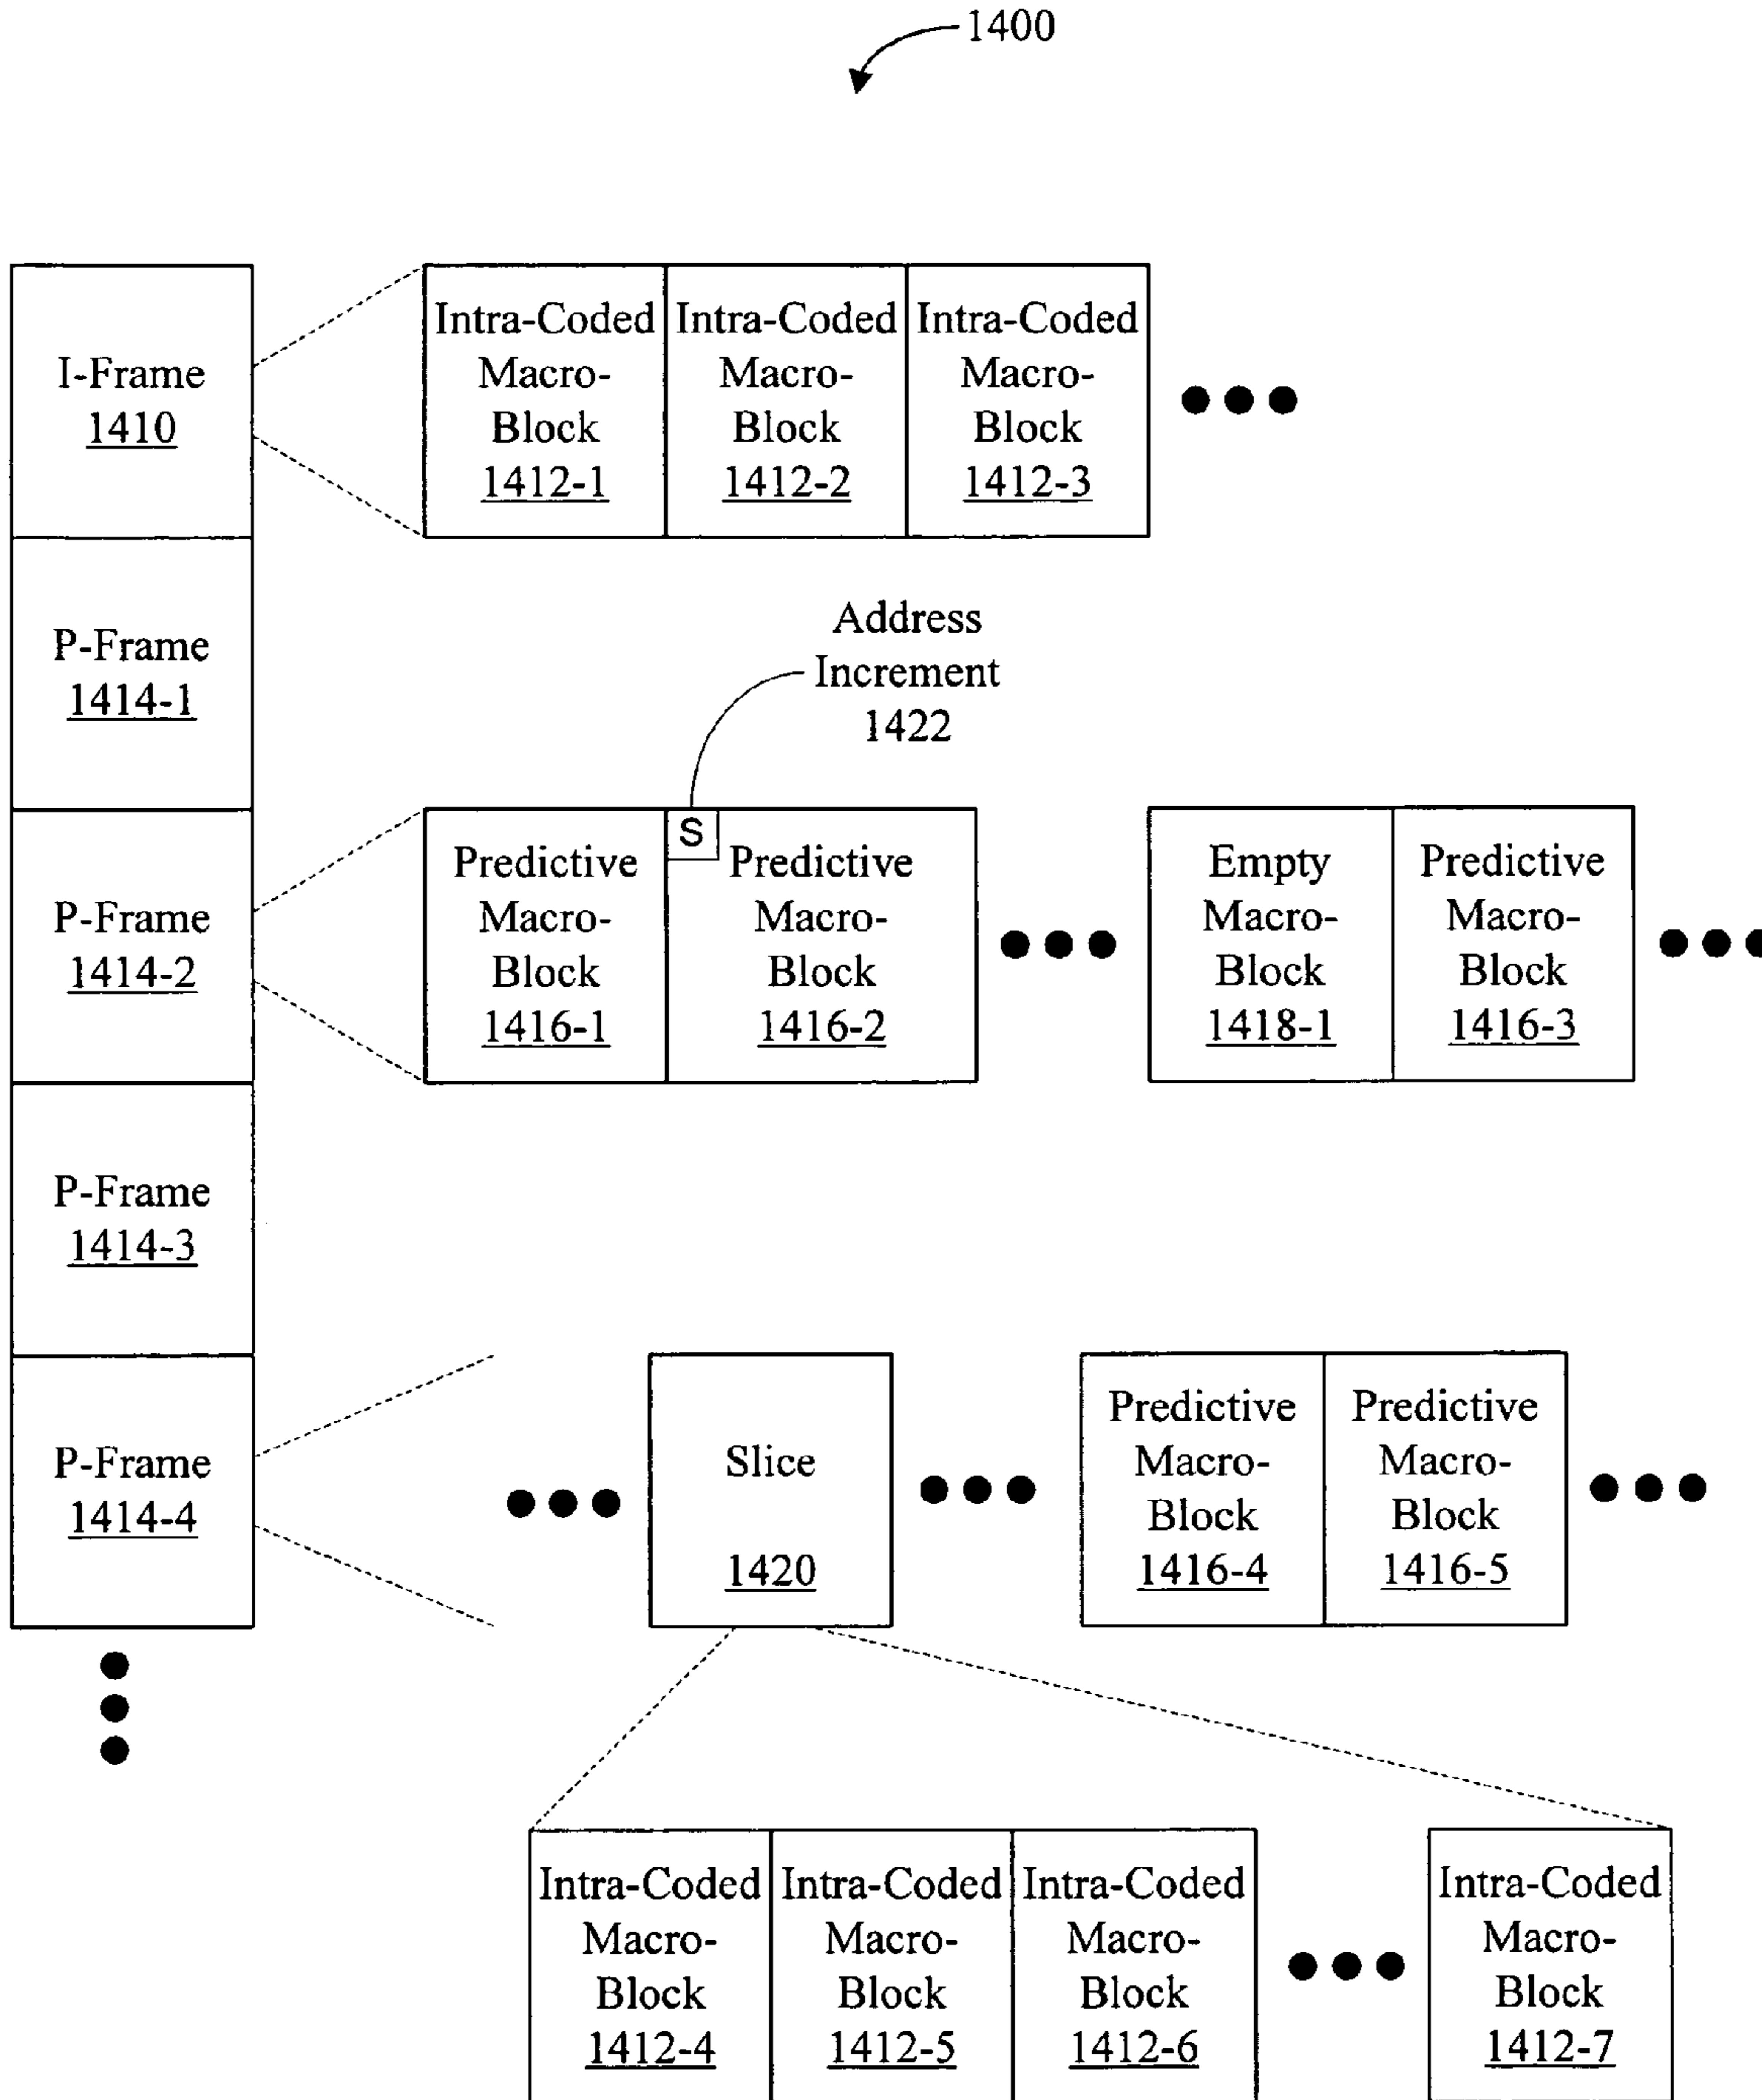 1400
I-Frame
1410
Intra-Coded
Macro-
Block
1412-1
Intra-Coded
Macro-
Block
1412-2
Intra-Coded
Macro-
Block
1412-3
P-Frame
1414-1
Address
Increment
1422
P-Frame
1414-2
Predictive
Macro-
Block
1416-1
S
Predictive
Macro-
Block
1416-2
Empty
Macro-
Block
1418-1
Predictive
Macro-
Block
1416-3
P-Frame
1414-3
P-Frame
1414-4
Slice
1420
Predictive
Macro-
Block
1416-4
Predictive
Macro-
Block
1416-5
Intra-Coded
Macro-
Block
1412-4
Intra-Coded
Macro-
Block
1412-5
Intra-Coded
Macro-
Block
1412-6
Intra-Coded
Macro-
Block
1412-7